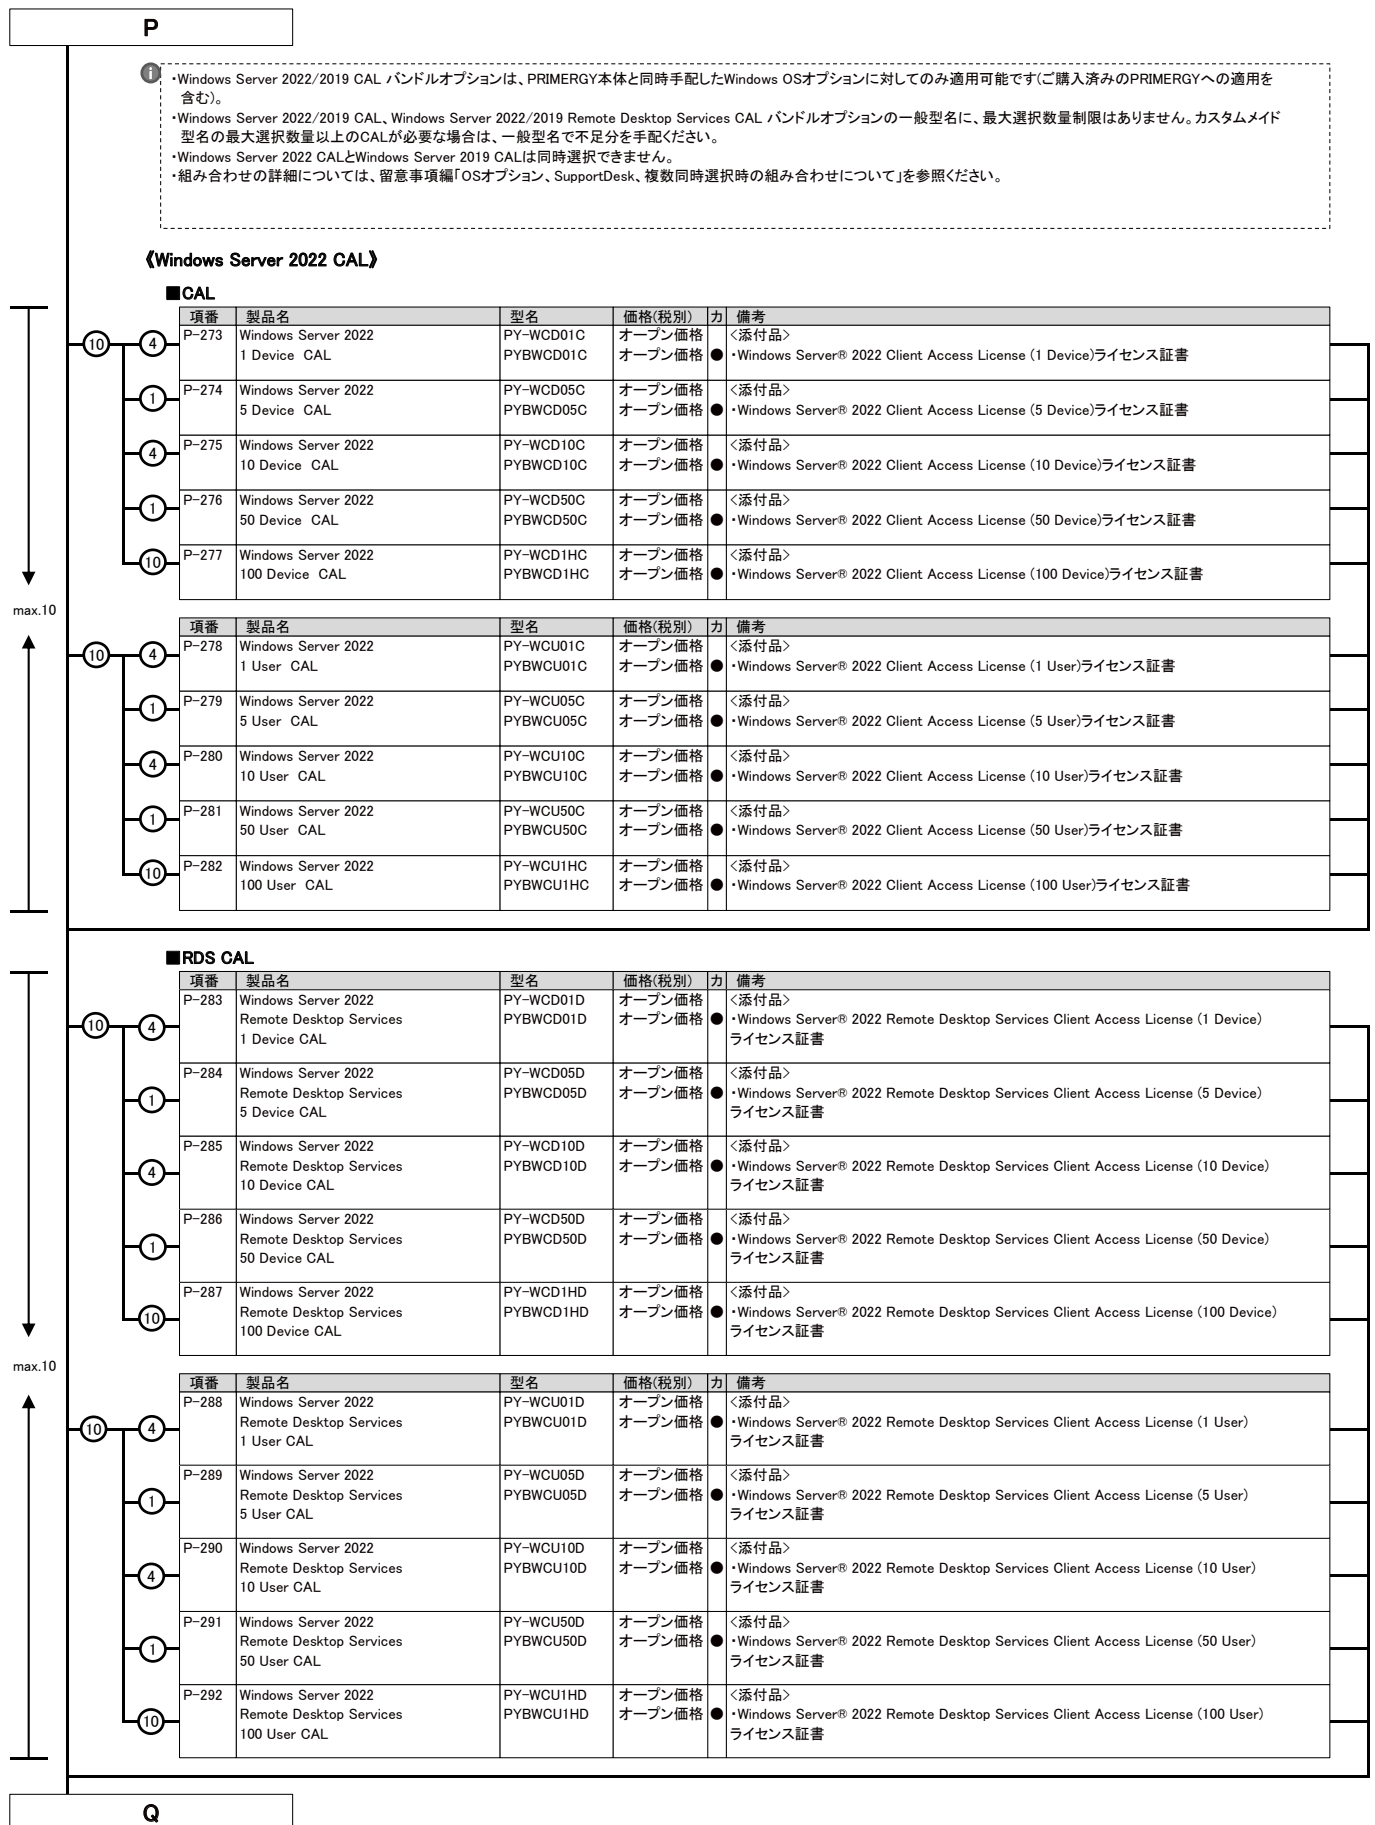 P
i
・Windows Server 2022/2019 CAL バンドルオプションは、PRIMERGY本体と同時手配したWindows OSオプションに対してのみ適用可能です(ご購入済みのPRIMERGYへの適用を
含む)。
・Windows Server 2022/2019 CAL、Windows Server 2022/2019 Remote Desktop Services CAL バンドルオプションの一般型名に、最大選択数量制限はありません。カスタムメイド
型名の最大選択数量以上のCALが必要な場合は、一般型名で不足分を手配ください。
・Windows Server 2022 CALとWindows Server 2019 CALは同時選択できません。
・組み合わせの詳細については、留意事項編「OSオプション、SupportDesk、複数同時選択時の組み合わせについて」を参照ください。
《Windows Server 2022 CAL》
■CAL
項番 製品名 型名 価格(税別) カ 備考
P-273 Windows Server 2022 PY-WCD01C オープン価格 <添付品>
10 4 1 Device CAL PYBWCD01C オープン価格 ● ・Windows Server® 2022 Client Access License (1 Device)ライセンス証書
P-274 Windows Server 2022 PY-WCD05C オープン価格 <添付品>
1 5 Device CAL PYBWCD05C オープン価格 ● ・Windows Server® 2022 Client Access License (5 Device)ライセンス証書
P-275 Windows Server 2022 PY-WCD10C オープン価格 <添付品>
4 10 Device CAL PYBWCD10C オープン価格 ● ・Windows Server® 2022 Client Access License (10 Device)ライセンス証書
P-276 Windows Server 2022 PY-WCD50C オープン価格 <添付品>
1 50 Device CAL PYBWCD50C オープン価格 ● ・Windows Server® 2022 Client Access License (50 Device)ライセンス証書
P-277 Windows Server 2022 PY-WCD1HC オープン価格 <添付品>
10 100 Device CAL PYBWCD1HC オープン価格 ● ・Windows Server® 2022 Client Access License (100 Device)ライセンス証書
max.10
項番 製品名 型名 価格(税別) カ 備考
P-278 Windows Server 2022 PY-WCU01C オープン価格 <添付品>
10 4 1 User CAL PYBWCU01C オープン価格 ● ・Windows Server® 2022 Client Access License (1 User)ライセンス証書
P-279 Windows Server 2022 PY-WCU05C オープン価格 <添付品>
1 5 User CAL PYBWCU05C オープン価格 ● ・Windows Server® 2022 Client Access License (5 User)ライセンス証書
P-280 Windows Server 2022 PY-WCU10C オープン価格 <添付品>
4 10 User CAL PYBWCU10C オープン価格 ● ・Windows Server® 2022 Client Access License (10 User)ライセンス証書
P-281 Windows Server 2022 PY-WCU50C オープン価格 <添付品>
1 50 User CAL PYBWCU50C オープン価格 ● ・Windows Server® 2022 Client Access License (50 User)ライセンス証書
P-282 Windows Server 2022 PY-WCU1HC オープン価格 <添付品>
10 100 User CAL PYBWCU1HC オープン価格 ● ・Windows Server® 2022 Client Access License (100 User)ライセンス証書
■RDS CAL
項番 製品名 型名 価格(税別) カ 備考
P-283 Windows Server 2022 PY-WCD01D オープン価格 <添付品>
10 4 Remote Desktop Services PYBWCD01D オープン価格 ● ・Windows Server® 2022 Remote Desktop Services Client Access License (1 Device)
1 Device CAL ライセンス証書
P-284 Windows Server 2022 PY-WCD05D オープン価格 <添付品>
1 Remote Desktop Services PYBWCD05D オープン価格 ● ・Windows Server® 2022 Remote Desktop Services Client Access License (5 Device)
5 Device CAL ライセンス証書
P-285 Windows Server 2022 PY-WCD10D オープン価格 <添付品>
4 Remote Desktop Services PYBWCD10D オープン価格 ● ・Windows Server® 2022 Remote Desktop Services Client Access License (10 Device)
10 Device CAL ライセンス証書
P-286 Windows Server 2022 PY-WCD50D オープン価格 <添付品>
1 Remote Desktop Services PYBWCD50D オープン価格 ● ・Windows Server® 2022 Remote Desktop Services Client Access License (50 Device)
50 Device CAL ライセンス証書
P-287 Windows Server 2022 PY-WCD1HD オープン価格 <添付品>
10 Remote Desktop Services PYBWCD1HD オープン価格 ● ・Windows Server® 2022 Remote Desktop Services Client Access License (100 Device)
100 Device CAL ライセンス証書
max.10
項番 製品名 型名 価格(税別) カ 備考
P-288 Windows Server 2022 PY-WCU01D オープン価格 <添付品>
10 4 Remote Desktop Services PYBWCU01D オープン価格 ● ・Windows Server® 2022 Remote Desktop Services Client Access License (1 User)
1 User CAL ライセンス証書
P-289 Windows Server 2022 PY-WCU05D オープン価格 <添付品>
1 Remote Desktop Services PYBWCU05D オープン価格 ● ・Windows Server® 2022 Remote Desktop Services Client Access License (5 User)
5 User CAL ライセンス証書
P-290 Windows Server 2022 PY-WCU10D オープン価格 <添付品>
4 Remote Desktop Services PYBWCU10D オープン価格 ● ・Windows Server® 2022 Remote Desktop Services Client Access License (10 User)
10 User CAL ライセンス証書
P-291 Windows Server 2022 PY-WCU50D オープン価格 <添付品>
1 Remote Desktop Services PYBWCU50D オープン価格 ● ・Windows Server® 2022 Remote Desktop Services Client Access License (50 User)
50 User CAL ライセンス証書
P-292 Windows Server 2022 PY-WCU1HD オープン価格 <添付品>
10 Remote Desktop Services PYBWCU1HD オープン価格 ● ・Windows Server® 2022 Remote Desktop Services Client Access License (100 User)
100 User CAL ライセンス証書
Q